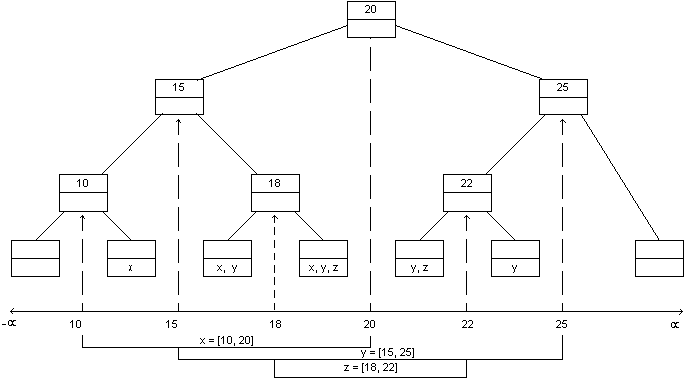 20
15
25
10
18
22
x
x, y
x, y, z
y, z
y
-α
10
15
18
20
22
25
α
x = [10, 20]
y = [15, 25]
z = [18, 22]